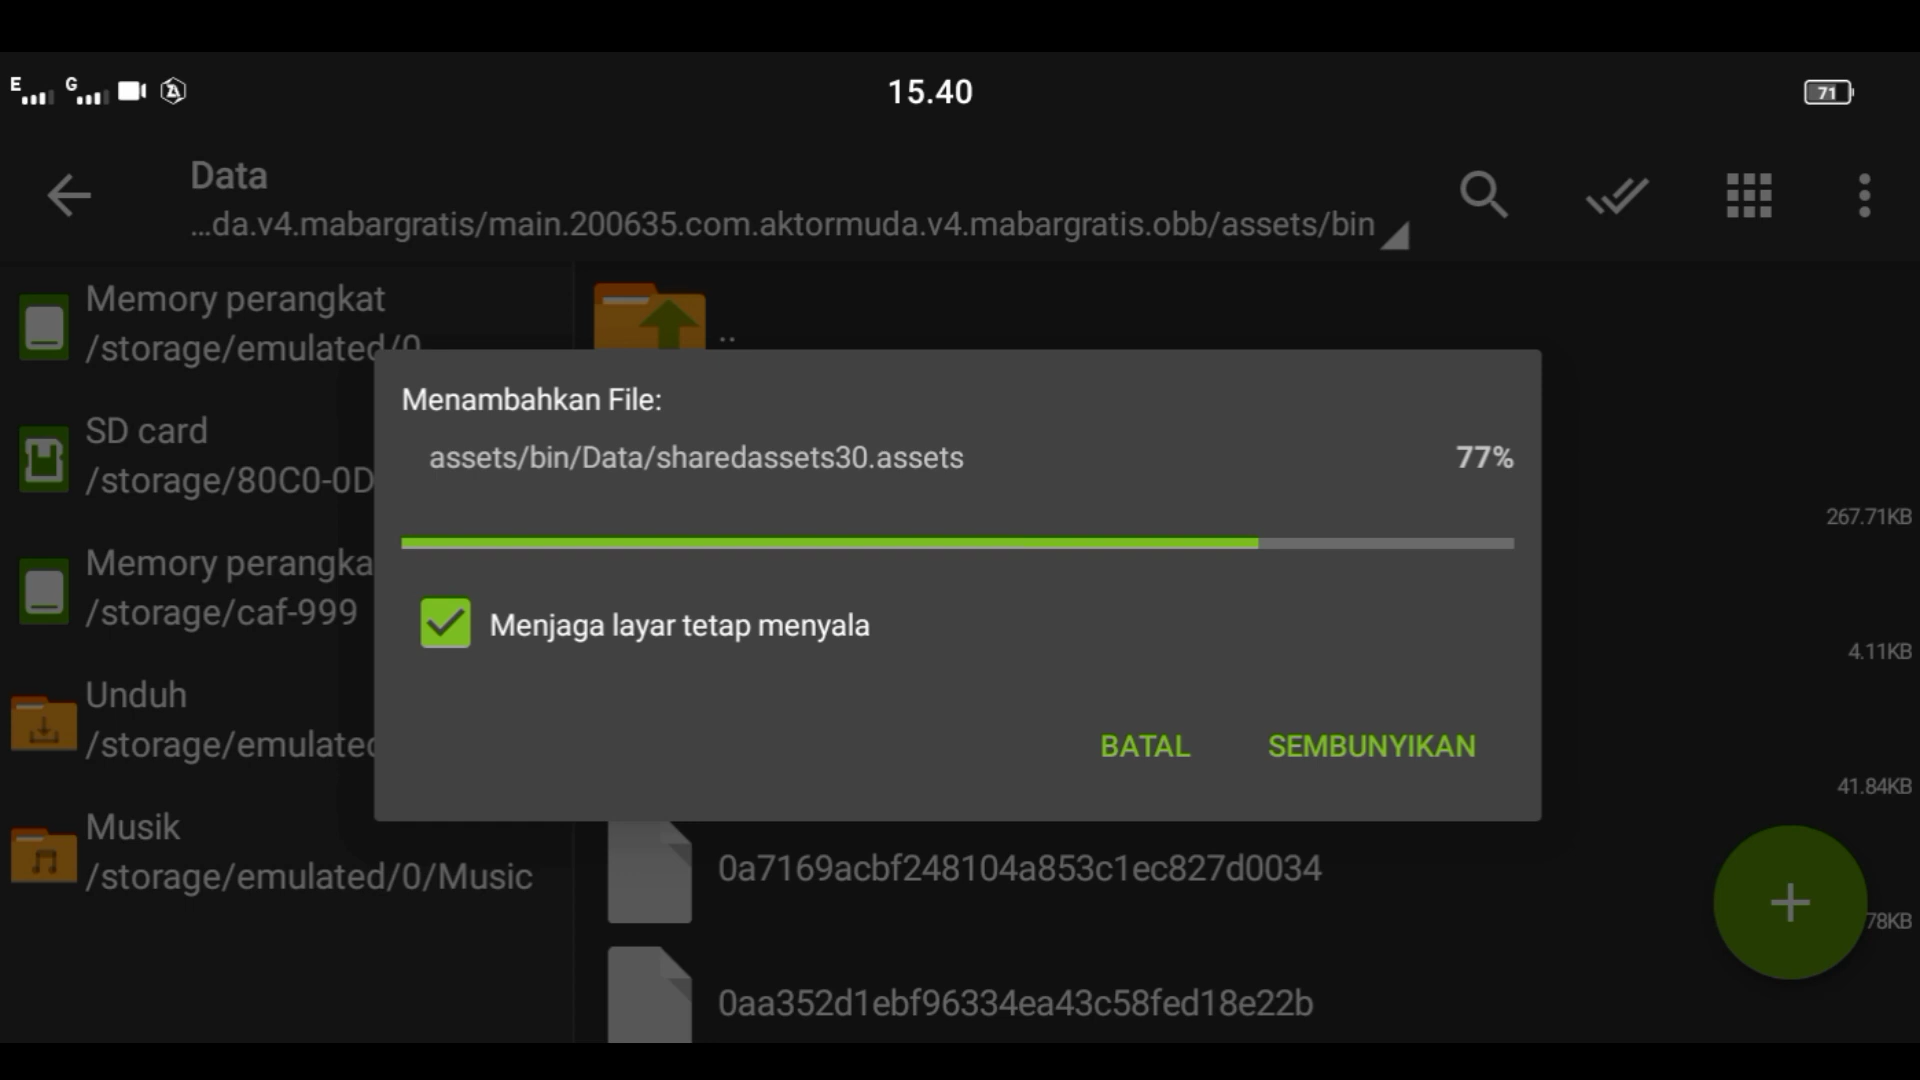 E G 15.40 71
Data
...da.v4.mabargratis/main.200635.com.aktormuda.v4.mabargratis.obb/assets/bin
Memory perangkat
/storage/emulated/0
..
SD card
/storage/80C0-0D
Memory perangka
/storage/caf-999
Unduh
/storage/emulated
Musik
/storage/emulated/0/Music
Menambahkan File:
assets/bin/Data/sharedassets30.assets 77%
Menjaga layar tetap menyala
BATAL SEMBUNYIKAN
267.71KB
4.11KB
41.84KB
0a7169acbf248104a853c1ec827d0034
78KB
0aa352d1ebf96334ea43c58fed18e22b